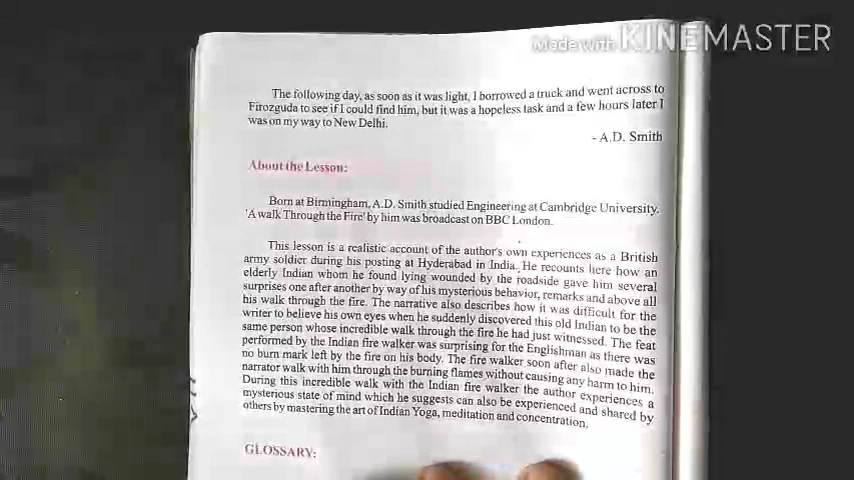 Made with KINEMASTER
The following day, as soon as it was light, I borrowed a truck and went across to
Firozguda to see if I could find him, but it was a hopeless task and a few hours later I
was on my way to New Delhi.
- A.D. Smith
About the Lesson:
Born at Birmingham, A.D. Smith studied Engineering at Cambridge University.
'A walk Through the Fire' by him was broadcast on BBC London.
This lesson is a realistic account of the author's own experiences as a British
army soldier during his posting at Hyderabad in India. He recounts here how an
elderly Indian whom he found lying wounded by the roadside gave him several
surprises one after another by way of his mysterious behavior, remarks and above all
his walk through the fire. The narrative also describes how it was difficult for the
writer to believe his own eyes when he suddenly discovered this old Indian to be the
same person whose incredible walk through the fire he had just witnessed. The feat
performed by the Indian fire walker was surprising for the Englishman as there was
no burn mark left by the fire on his body. The fire walker soon after also made the
narrator walk with him through the burning flames without causing any harm to him.
During this incredible walk with the Indian fire walker the author experiences a
mysterious state of mind which he suggests can also be experienced and shared by
others by mastering the art of Indian Yoga, meditation and concentration.
GLOSSARY: